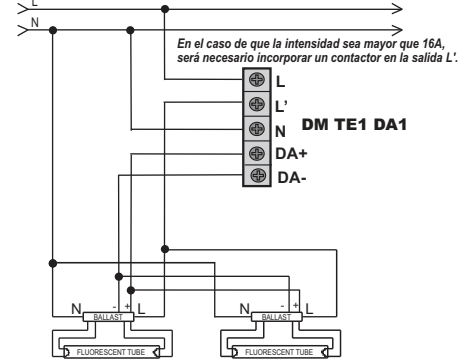 L
N
En el caso de que la intensidad sea mayor que 16A,
será necesario incorporar un contactor en la salida L'.
L
L'
N
DM TE1 DA1
DA+
DA-
N - + L
BALLAST
FLUORESCENT TUBE
N - + L
BALLAST
FLUORESCENT TUBE